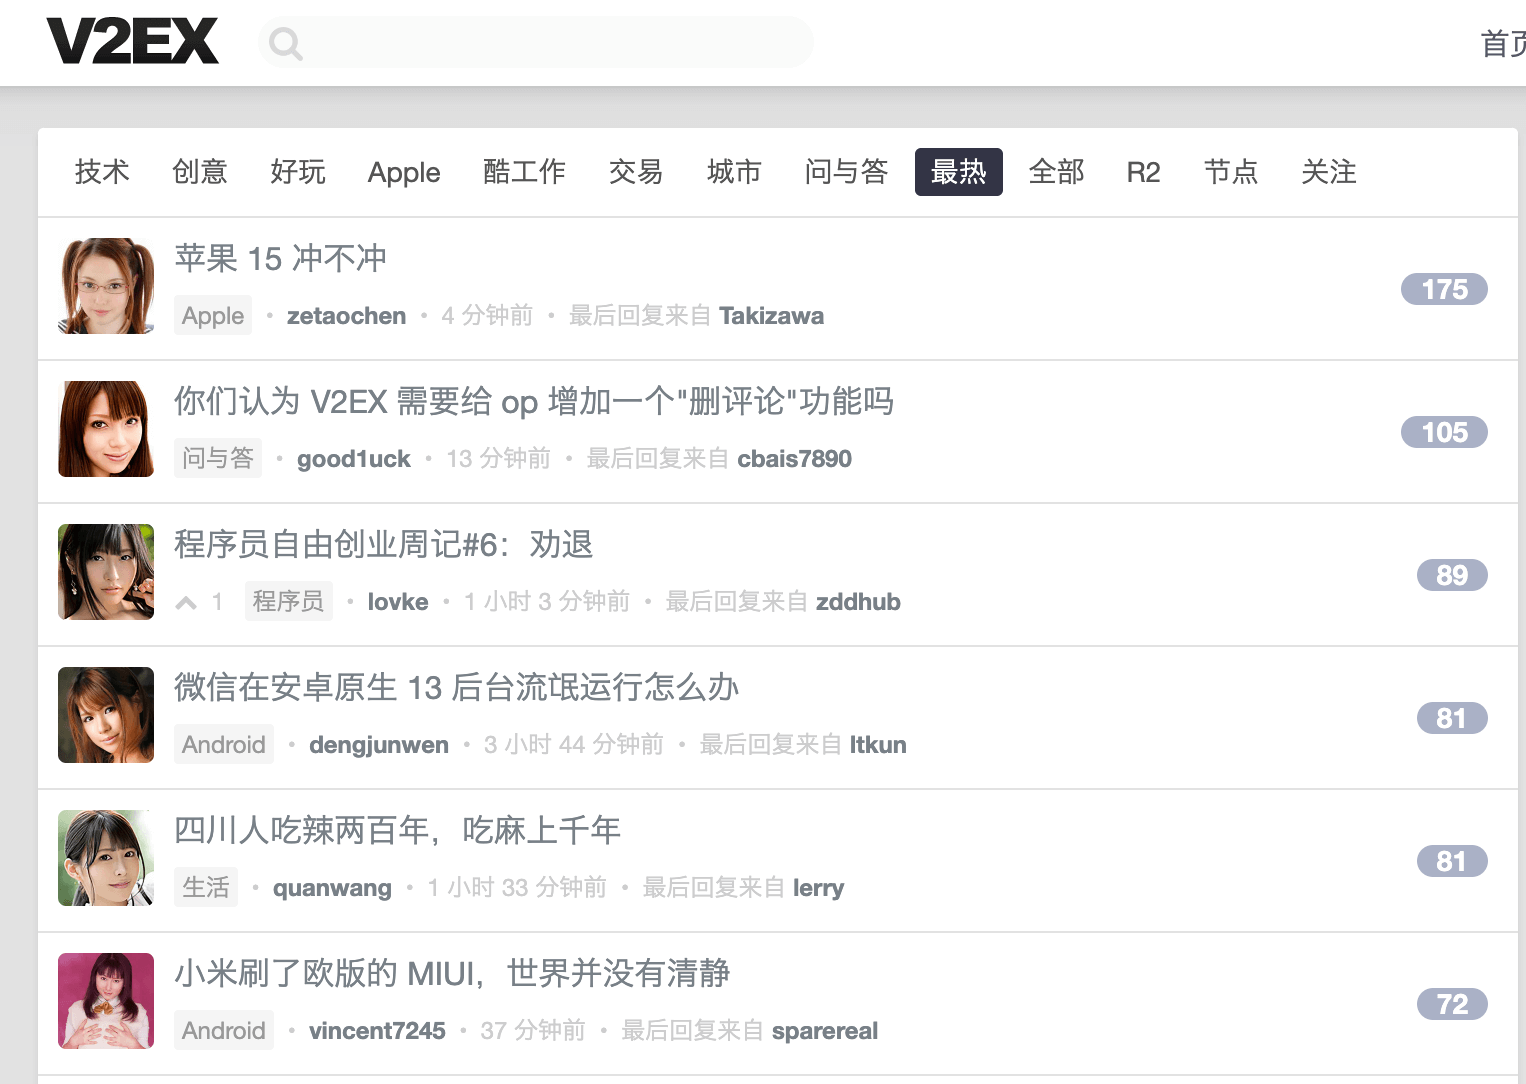 V2EX
首页
技术 创意 好玩 Apple 酷工作 交易 城市 问与答 最热 全部 R2 节点 关注
苹果 15 冲不冲
175
Apple • zetaochen • 4 分钟前 • 最后回复来自 Takizawa
你们认为 V2EX 需要给 op 增加一个"删评论"功能吗
105
问与答 • good1uck • 13 分钟前 • 最后回复来自 cbais7890
程序员自由创业周记#6：劝退
89
1 程序员 • lovke • 1 小时 3 分钟前 • 最后回复来自 zddhub
微信在安卓原生 13 后台流氓运行怎么办
81
Android • dengjunwen • 3 小时 44 分钟前 • 最后回复来自 ltkun
四川人吃辣两百年，吃麻上千年
81
生活 • quanwang • 1 小时 33 分钟前 • 最后回复来自 lerry
小米刷了欧版的 MIUI，世界并没有清静
72
Android • vincent7245 • 37 分钟前 • 最后回复来自 sparereal